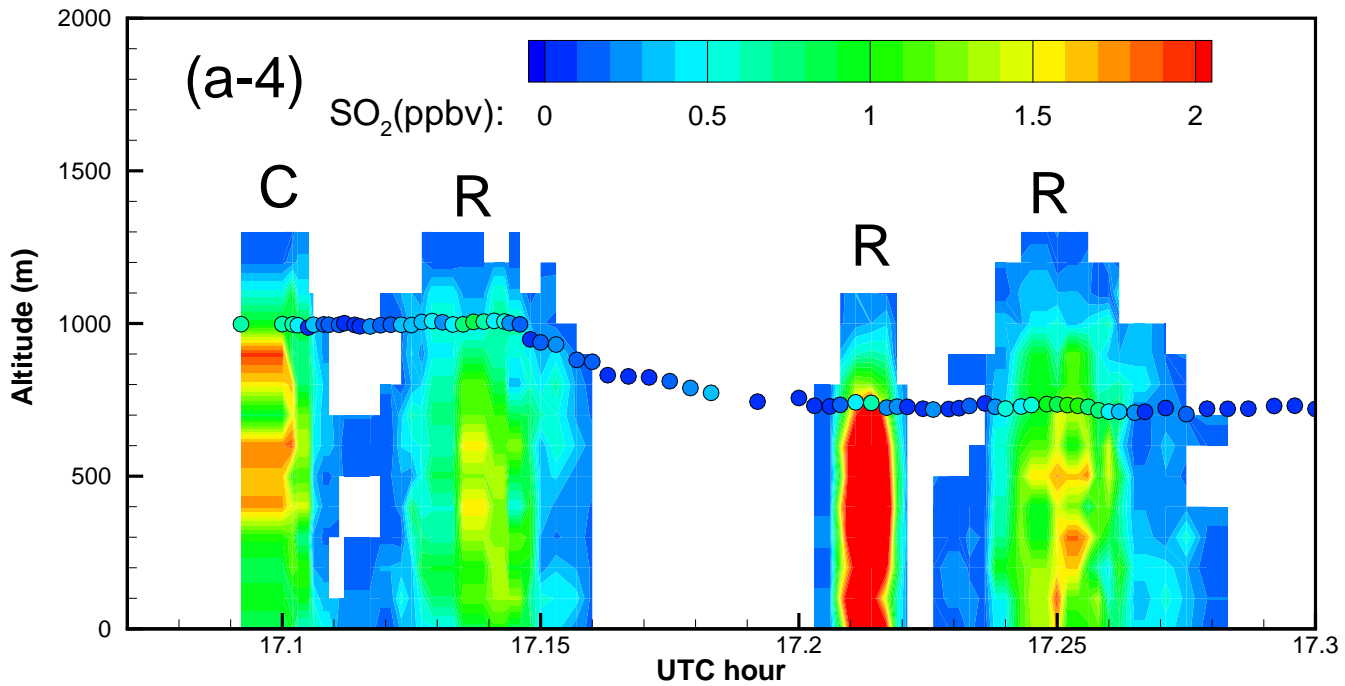 2000
(a-4)
SO2(ppbv): 0 0.5 1 1.5 2
1500
C R R R
Altitude (m)
1000
500
0
17.1 17.15 17.2 17.25 17.3
UTC hour